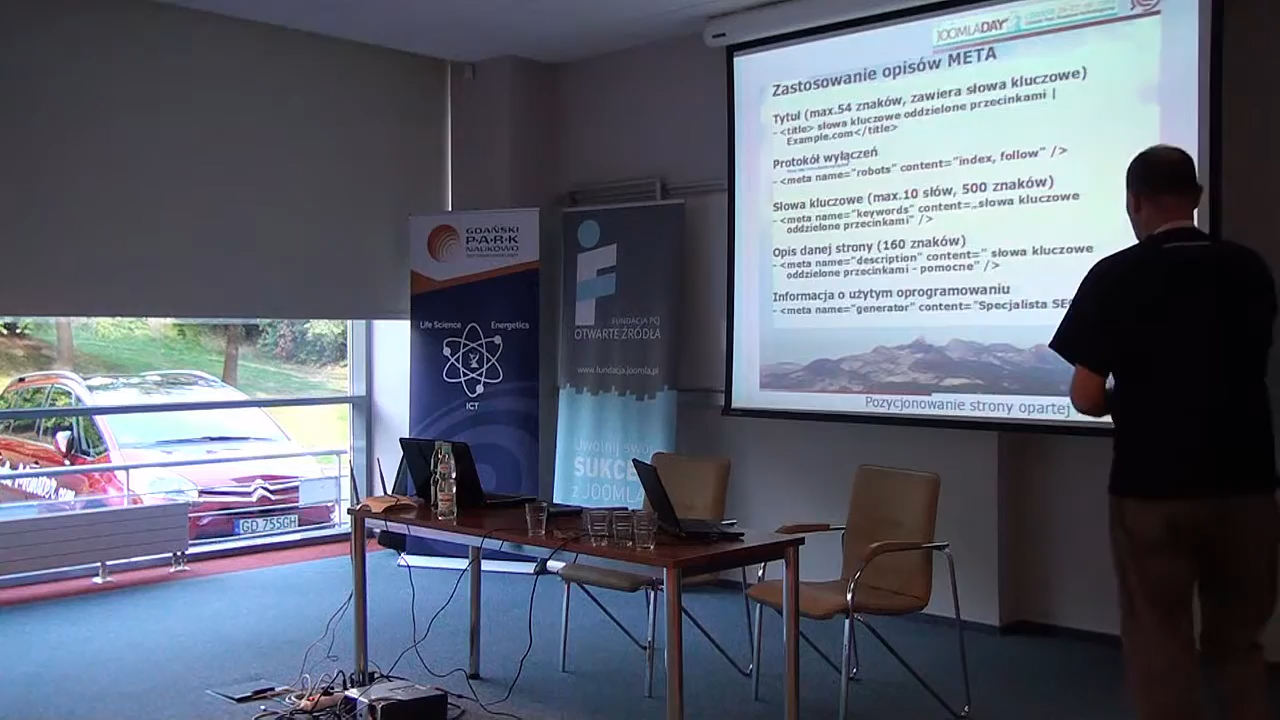 JOOMLADAY
Zastosowanie opisów META
Tytuł (max.54 znaków, zawiera słowa kluczowe)
- <title> słowa kluczowe oddzielone przecinkami |
Example.com</title>
Protokół wyłączeń
- <meta name="robots" content="index, follow" />
Słowa kluczowe (max.10 słów, 500 znaków)
- <meta name="keywords" content=„słowa kluczowe
oddzielone przecinkami" />
Opis danej strony (160 znaków)
- <meta name="description" content=" słowa kluczowe
oddzielone przecinkami - pomocne" />
Informacja o użytym oprogramowaniu
- <meta name="generator" content="Specjalista SEO
Pozycjonowanie strony opartej
GDAŃSKI
P·A·R·K
NAUKOWO
Life Science
Energetics
ICT
FUNDACJA PCJ
OTWARTE ŹRÓDŁA
www.fundacja.joomla.pl
Uwolnij swój
SUKCE
z JOOMLA
GD 755GH